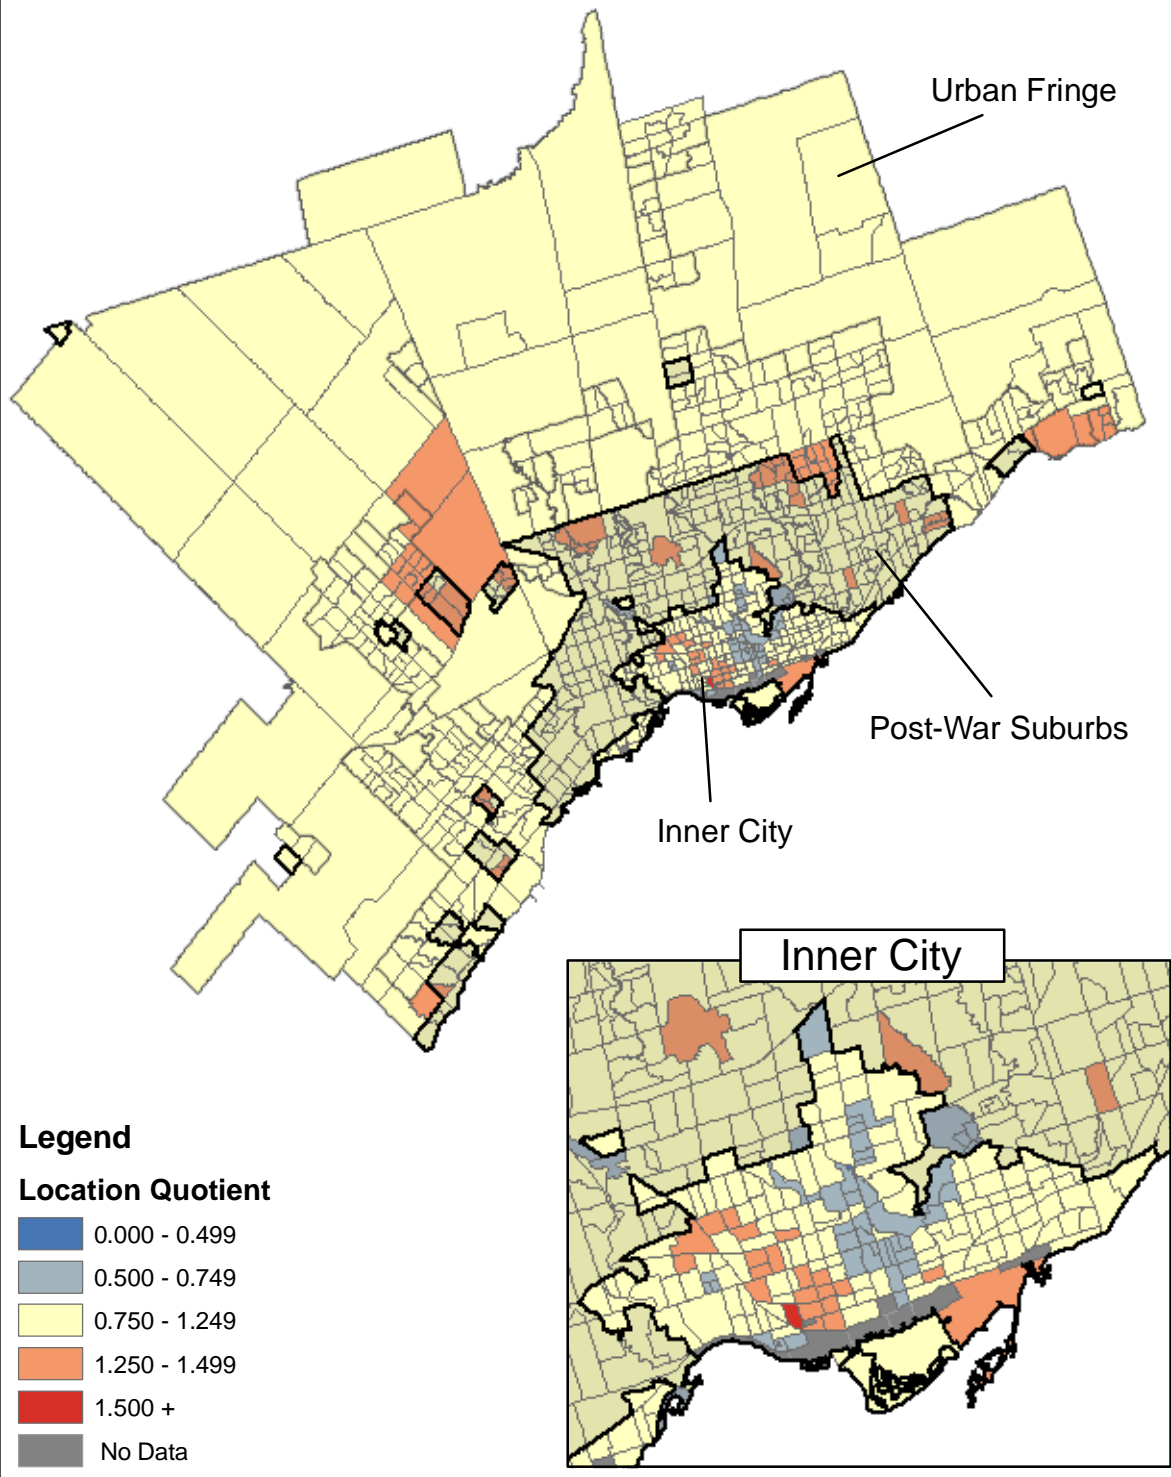 Urban Fringe
Post-War Suburbs
Inner City
Inner City
Legend
Location Quotient
0.000 - 0.499
0.500 - 0.749
0.750 - 1.249
1.250 - 1.499
1.500 +
No Data